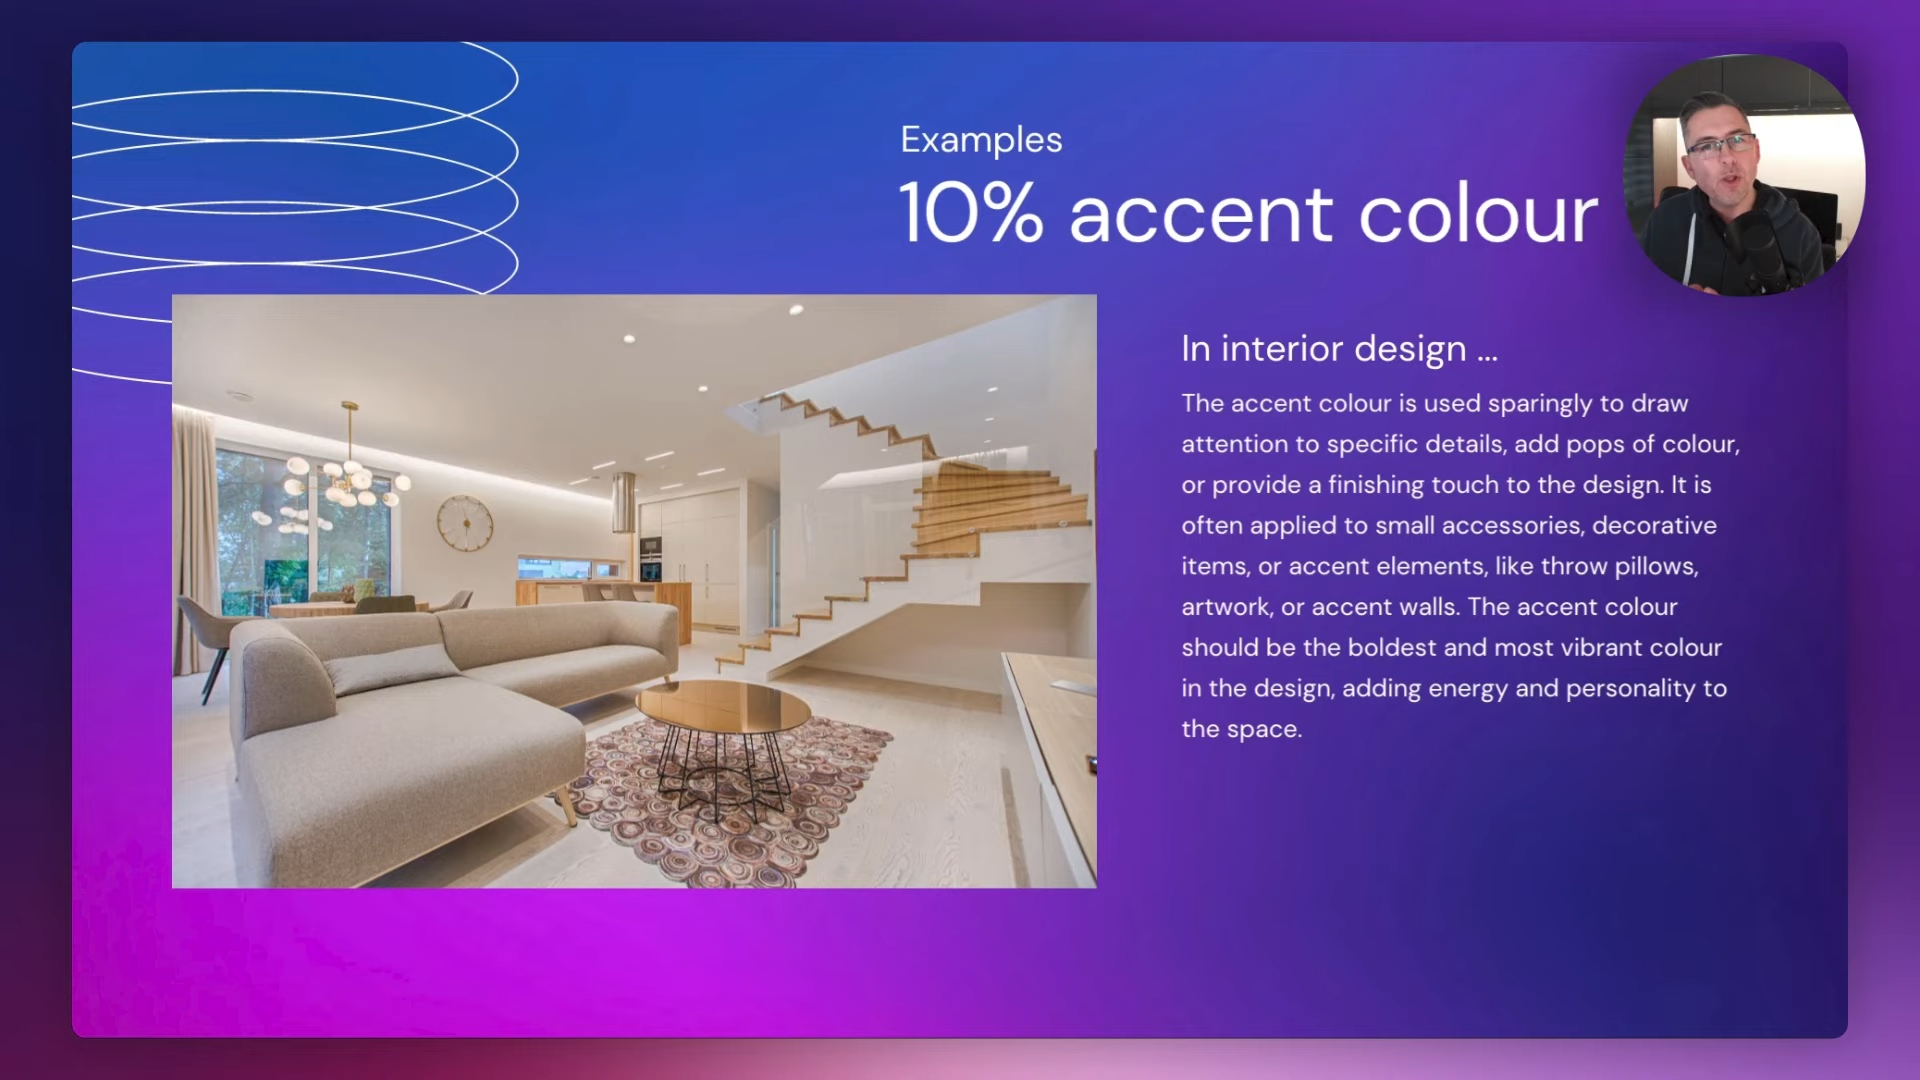 Examples
10% accent colour
In interior design ...
The accent colour is used sparingly to draw
attention to specific details, add pops of colour,
or provide a finishing touch to the design. It is
often applied to small accessories, decorative
items, or accent elements, like throw pillows,
artwork, or accent walls. The accent colour
should be the boldest and most vibrant colour
in the design, adding energy and personality to
the space.